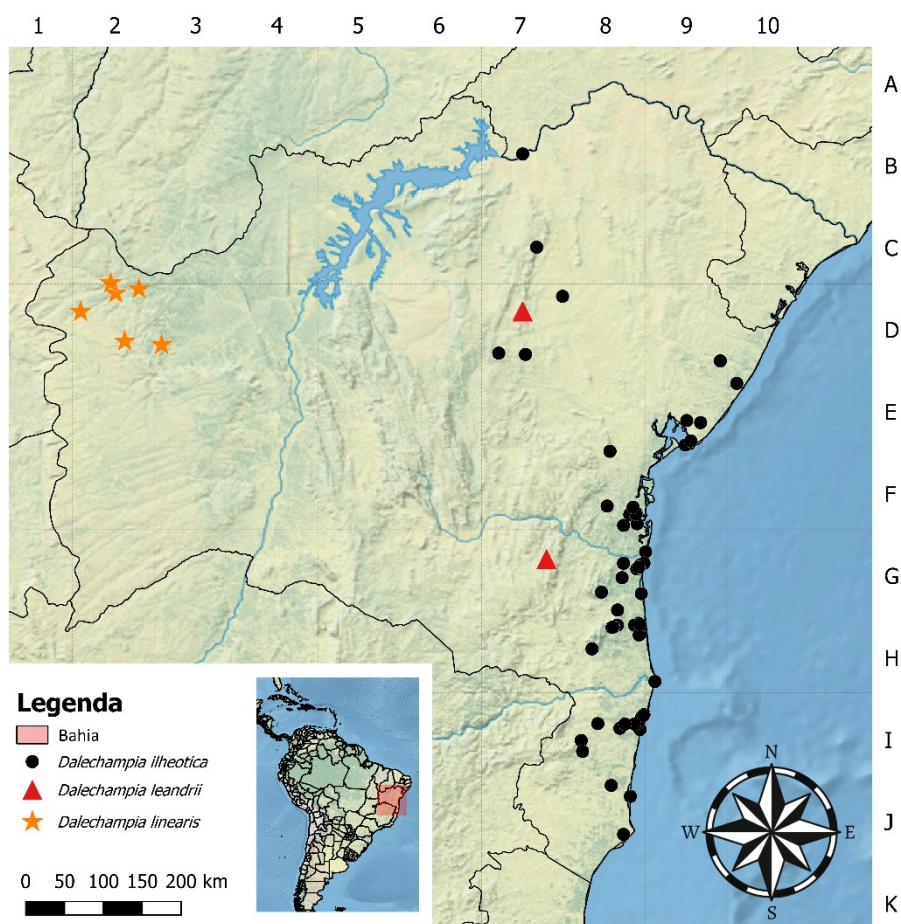 1 2 3 4 5 6 7 8 9 10
A
B
C
D
E
F
G
H
I
J
K
Legenda
Bahia
Dalechampia ilheotica
Dalechampia leandrii
Dalechampia linearis
0 50 100 150 200 km
N
W E
S